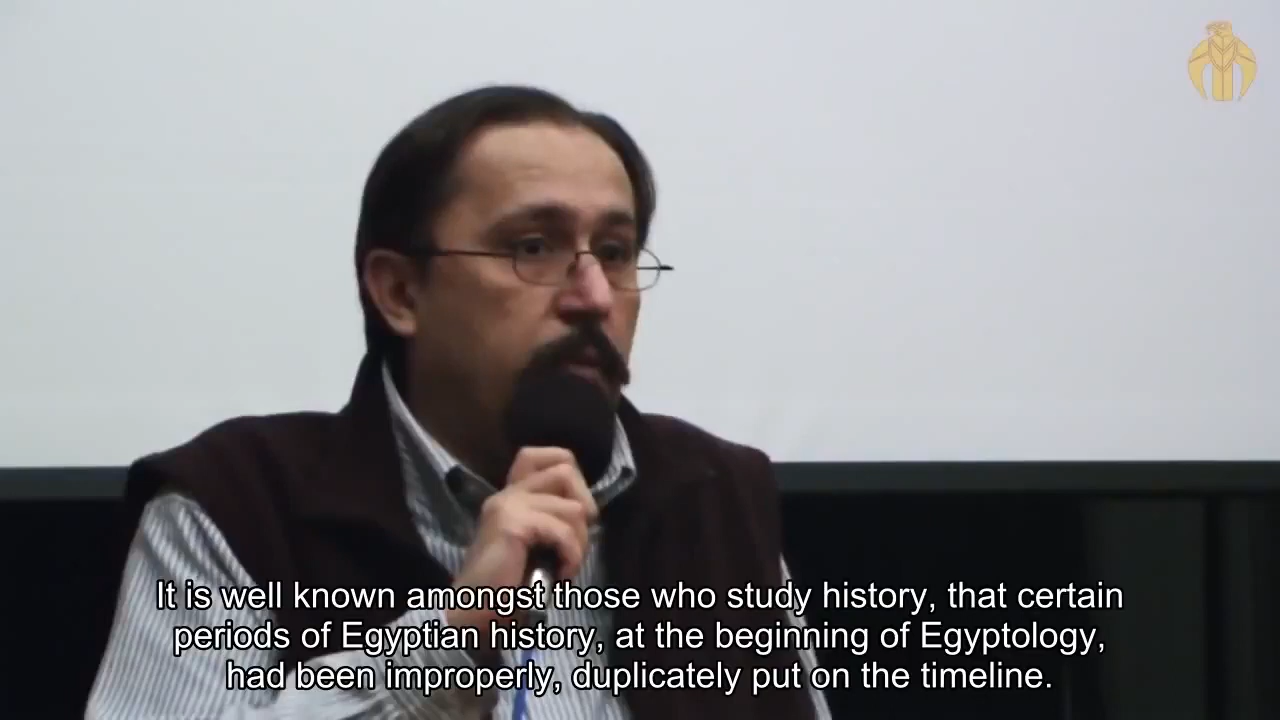 It is well known amongst those who study history, that certain
periods of Egyptian history, at the beginning of Egyptology,
had been improperly, duplicately put on the timeline.